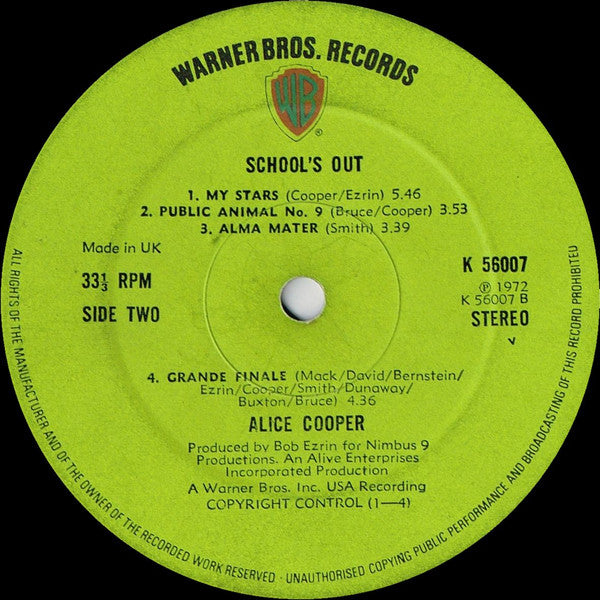 WARNER BROS. RECORDS
WB
®
SCHOOL'S OUT
1. MY STARS (Cooper/Ezrin) 5.46
2. PUBLIC ANIMAL No. 9 (Bruce/Cooper) 3.53
3. ALMA MATER (Smith) 3.39
Made in UK
33⅓ RPM
SIDE TWO
K 56007
℗ 1972
K 56007 B
STEREO
V
4. GRANDE FINALE (Mack/David/Bernstein/
Ezrin/Cooper/Smith/Dunaway/
Buxton/Bruce) 4.36
ALICE COOPER
Produced by Bob Ezrin for Nimbus 9
Productions. An Alive Enterprises
Incorporated Production
A Warner Bros. Inc. USA Recording
COPYRIGHT CONTROL (1—4)
ALL RIGHTS OF THE MANUFACTURER AND OF THE OWNER OF THE RECORDED WORK RESERVED · UNAUTHORISED COPYING PUBLIC PERFORMANCE AND BROADCASTING OF THIS RECORD PROHIBITED